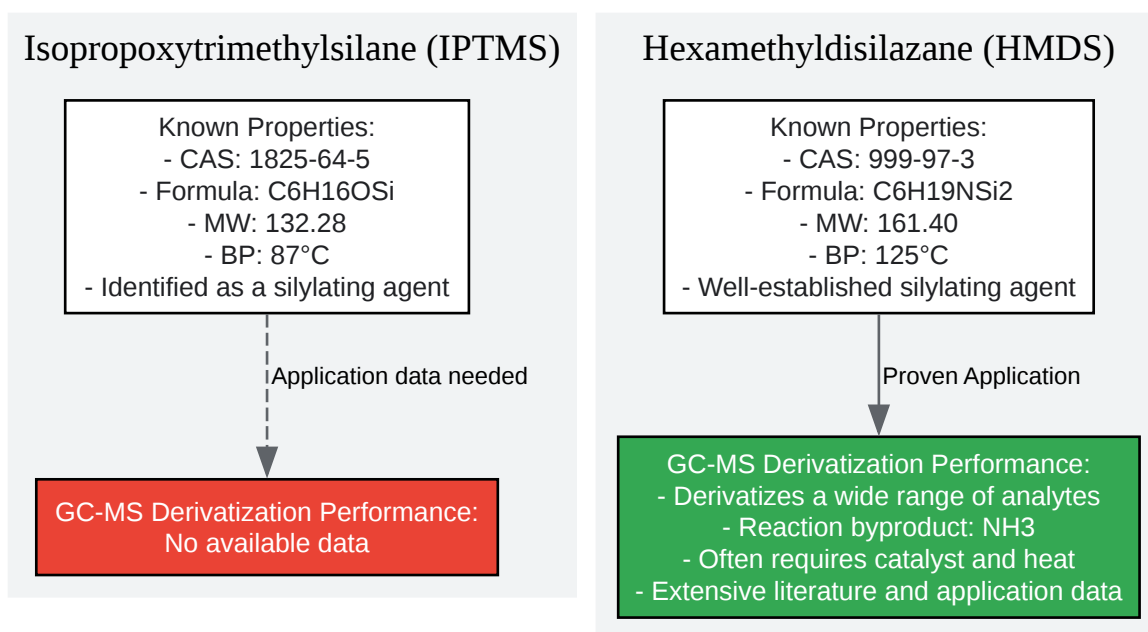 Isopropoxytrimethylsilane (IPTMS)
Known Properties:
- CAS: 1825-64-5
- Formula: C6H16OSi
- MW: 132.28
- BP: 87°C
- Identified as a silylating agent
Application data needed
GC-MS Derivatization Performance:
No available data
Hexamethyldisilazane (HMDS)
Known Properties:
- CAS: 999-97-3
- Formula: C6H19NSi2
- MW: 161.40
- BP: 125°C
- Well-established silylating agent
Proven Application
GC-MS Derivatization Performance:
- Derivatizes a wide range of analytes
- Reaction byproduct: NH3
- Often requires catalyst and heat
- Extensive literature and application data